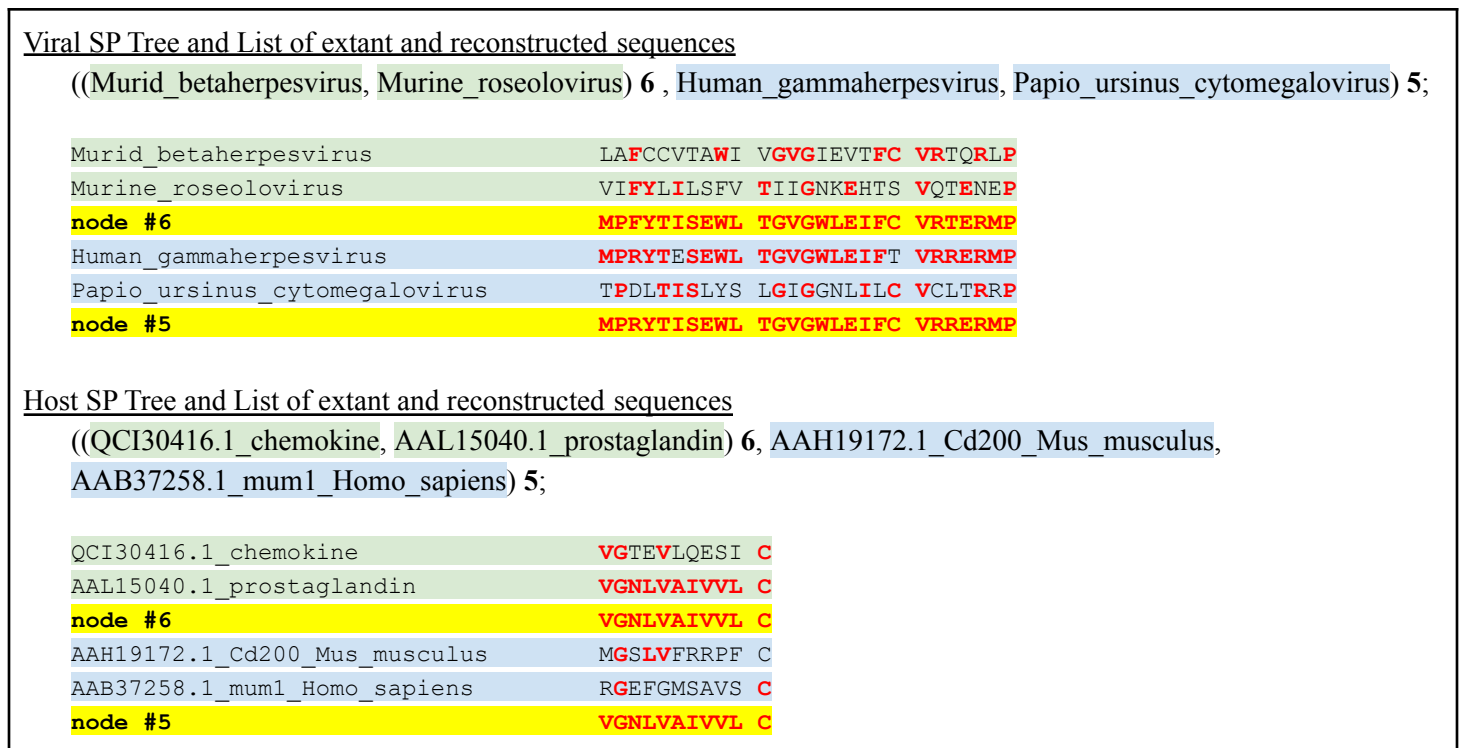 Viral SP Tree and List of extant and reconstructed sequences
((Murid_betaherpesvirus, Murine_roseolovirus) 6 , Human_gammaherpesvirus, Papio_ursinus_cytomegalovirus) 5;
Murid_betaherpesvirus LAFCCVTAWI VGVGIEVTFC VRTQRLP
Murine_roseolovirus VIFYLILSFV TIIGNKEHTS VQTENEP
node #6 MPFYTISEWL TGVGWLEIFC VRTERMP
Human_gammaherpesvirus MPRYTESEWL TGVGWLEIFT VRRERMP
Papio_ursinus_cytomegalovirus TPDLTISLYS LGIGGNLILC VCLTRRP
node #5 MPRYTISEWL TGVGWLEIFC VRRERMP
Host SP Tree and List of extant and reconstructed sequences
((QCI30416.1_chemokine, AAL15040.1_prostaglandin) 6, AAH19172.1_Cd200_Mus_musculus,
AAB37258.1_mum1_Homo_sapiens) 5;
QCI30416.1_chemokine VGTEVLQESI C
AAL15040.1_prostaglandin VGNLVAIVVL C
node #6 VGNLVAIVVL C
AAH19172.1_Cd200_Mus_musculus MGSLVFRRPF C
AAB37258.1_mum1_Homo_sapiens RGEFGMSAVS C
node #5 VGNLVAIVVL C